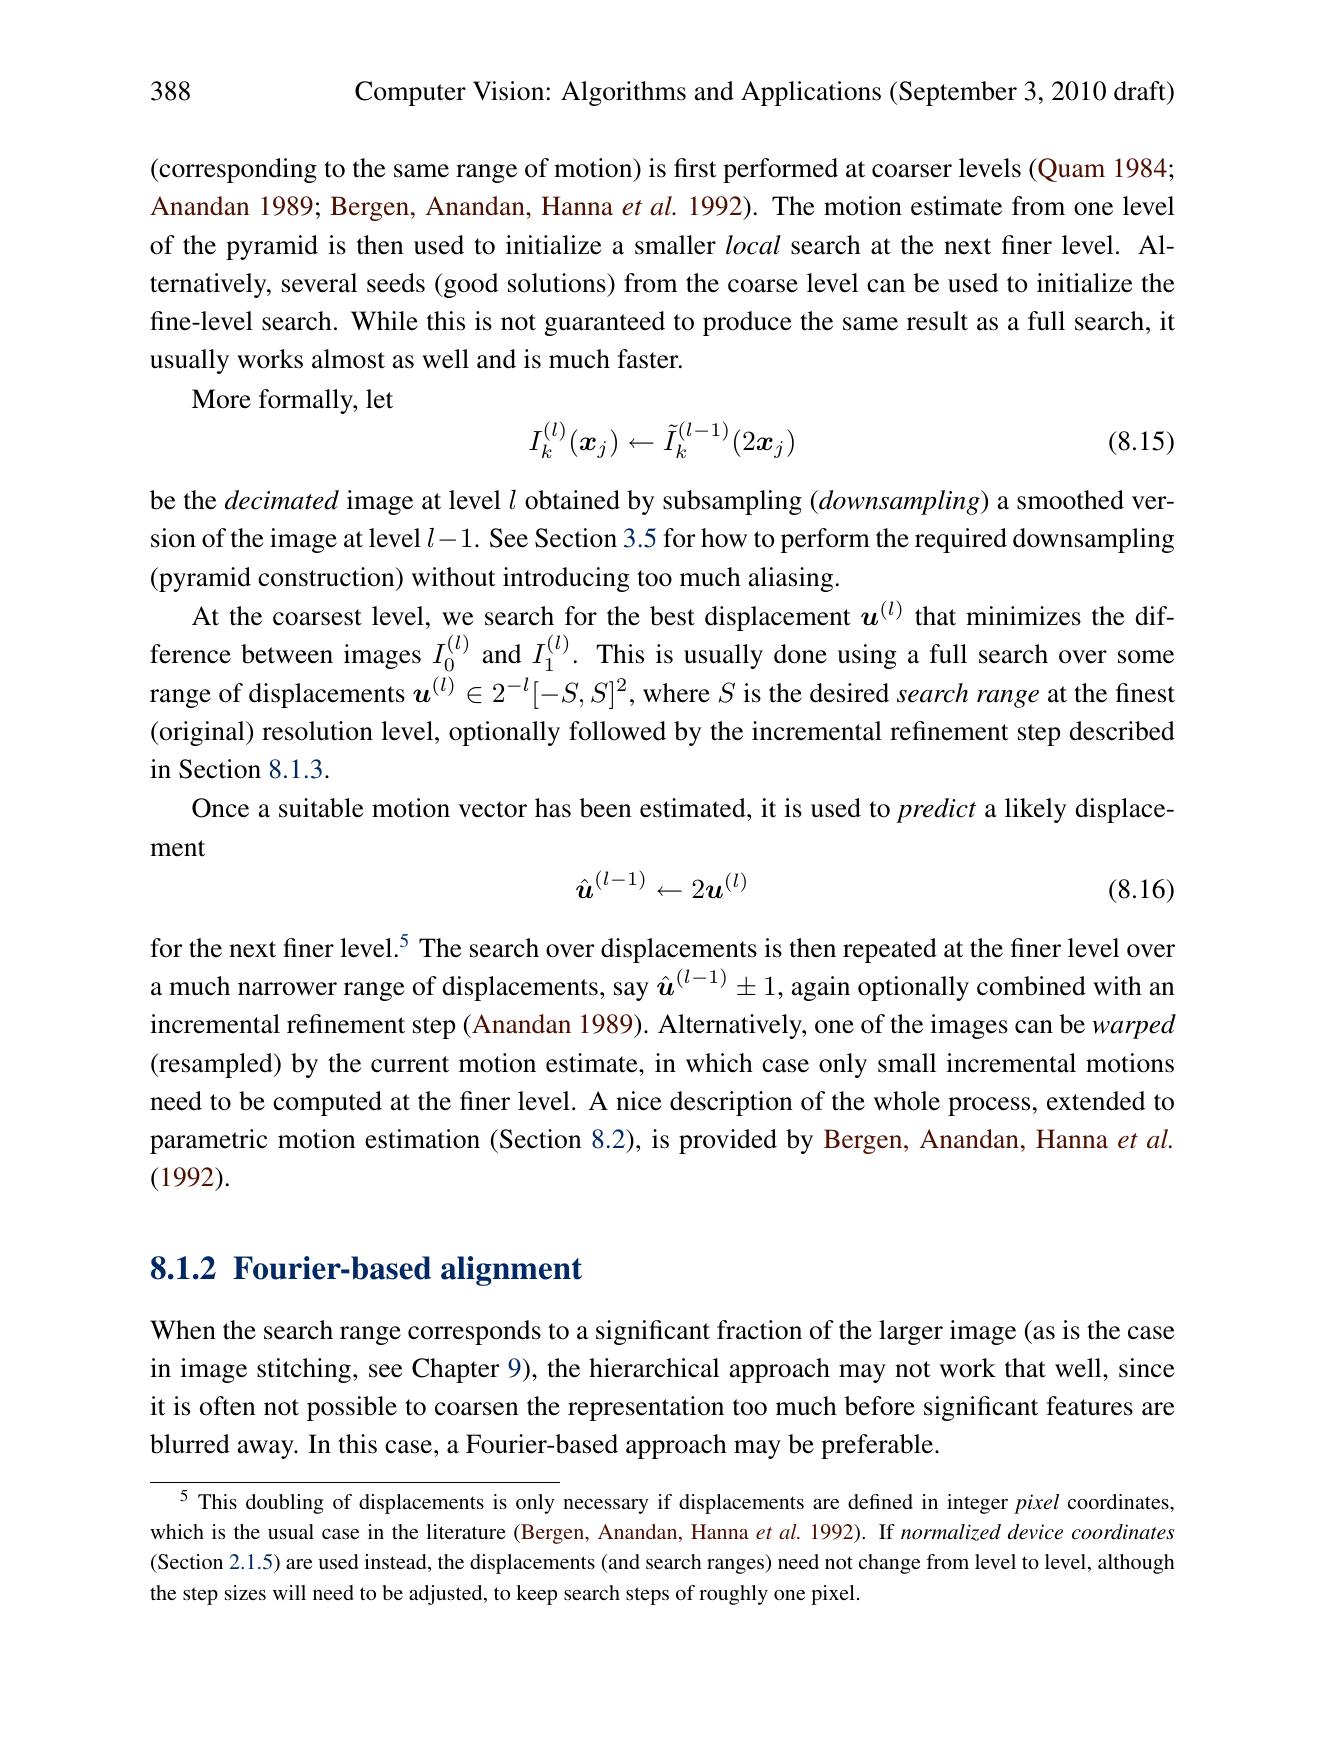 388 Computer Vision: Algorithms and Applications (September 3, 2010 draft)
(corresponding to the same range of motion) is first performed at coarser levels (Quam 1984;
Anandan 1989; Bergen, Anandan, Hanna et al. 1992). The motion estimate from one level
of the pyramid is then used to initialize a smaller local search at the next finer level. Al-
ternatively, several seeds (good solutions) from the coarse level can be used to initialize the
fine-level search. While this is not guaranteed to produce the same result as a full search, it
usually works almost as well and is much faster.
More formally, let
$I_k^{(l)}(\boldsymbol{x}_j) \leftarrow \tilde{I}_k^{(l-1)}(2\boldsymbol{x}_j)$ (8.15)
be the decimated image at level $l$ obtained by subsampling (downsampling) a smoothed ver-
sion of the image at level $l-1$. See Section 3.5 for how to perform the required downsampling
(pyramid construction) without introducing too much aliasing.
At the coarsest level, we search for the best displacement $\boldsymbol{u}^{(l)}$ that minimizes the dif-
ference between images $I_0^{(l)}$ and $I_1^{(l)}$. This is usually done using a full search over some
range of displacements $\boldsymbol{u}^{(l)} \in 2^{-l}[-S, S]^2$, where $S$ is the desired search range at the finest
(original) resolution level, optionally followed by the incremental refinement step described
in Section 8.1.3.
Once a suitable motion vector has been estimated, it is used to predict a likely displace-
ment
$\hat{\boldsymbol{u}}^{(l-1)} \leftarrow 2\boldsymbol{u}^{(l)}$ (8.16)
for the next finer level.⁵ The search over displacements is then repeated at the finer level over
a much narrower range of displacements, say $\hat{\boldsymbol{u}}^{(l-1)} \pm 1$, again optionally combined with an
incremental refinement step (Anandan 1989). Alternatively, one of the images can be warped
(resampled) by the current motion estimate, in which case only small incremental motions
need to be computed at the finer level. A nice description of the whole process, extended to
parametric motion estimation (Section 8.2), is provided by Bergen, Anandan, Hanna et al.
(1992).
8.1.2 Fourier-based alignment
When the search range corresponds to a significant fraction of the larger image (as is the case
in image stitching, see Chapter 9), the hierarchical approach may not work that well, since
it is often not possible to coarsen the representation too much before significant features are
blurred away. In this case, a Fourier-based approach may be preferable.
⁵ This doubling of displacements is only necessary if displacements are defined in integer pixel coordinates,
which is the usual case in the literature (Bergen, Anandan, Hanna et al. 1992). If normalized device coordinates
(Section 2.1.5) are used instead, the displacements (and search ranges) need not change from level to level, although
the step sizes will need to be adjusted, to keep search steps of roughly one pixel.